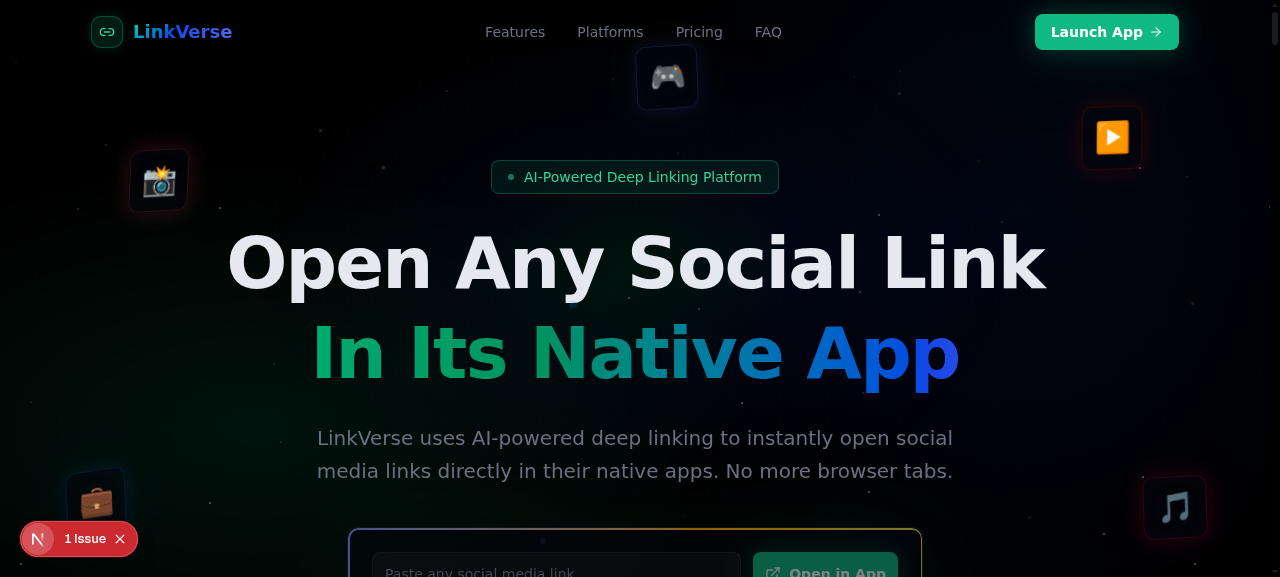 LinkVerse
Features
Platforms
Pricing
FAQ
Launch App
AI-Powered Deep Linking Platform
Open Any Social Link
In Its Native App
LinkVerse uses AI-powered deep linking to instantly open social
media links directly in their native apps. No more browser tabs.
N 1 Issue
Paste any social media link
Open in App